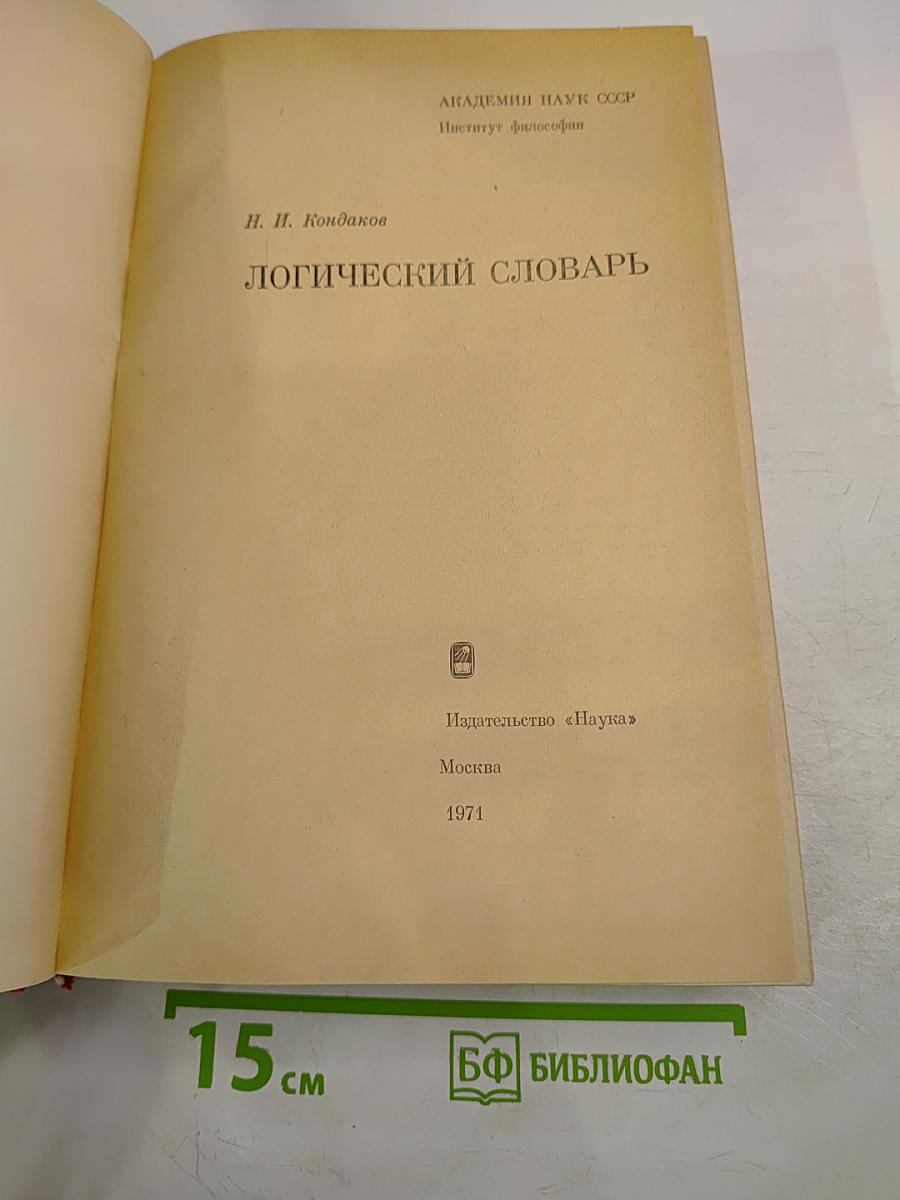 АКАДЕМИЯ НАУК СССР
Институт философии
Н. И. Кондаков
ЛОГИЧЕСКИЙ СЛОВАРЬ
Издательство «Наука»
Москва
1971
15 см
БФ БИБЛИОФАН